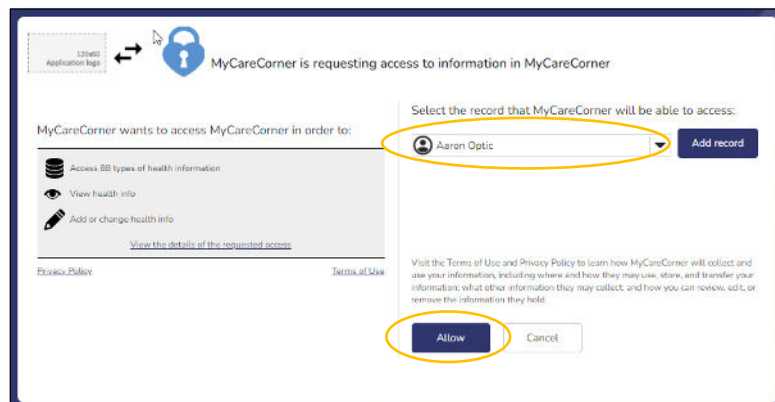 120x60
Application logo
MyCareCorner is requesting access to information in MyCareCorner
MyCareCorner wants to access MyCareCorner in order to:
Access 88 types of health information
View health info
Add or change health info
View the details of the requested access
Privacy Policy
Terms of Use
Select the record that MyCareCorner will be able to access:
Aaron Optic
Add record
Visit the Terms of Use and Privacy Policy to learn how MyCareCorner will collect and
use your information, including where and how they may use, store, and transfer your
information; what other information they may collect; and how you can review, edit, or
remove the information they hold.
Allow
Cancel